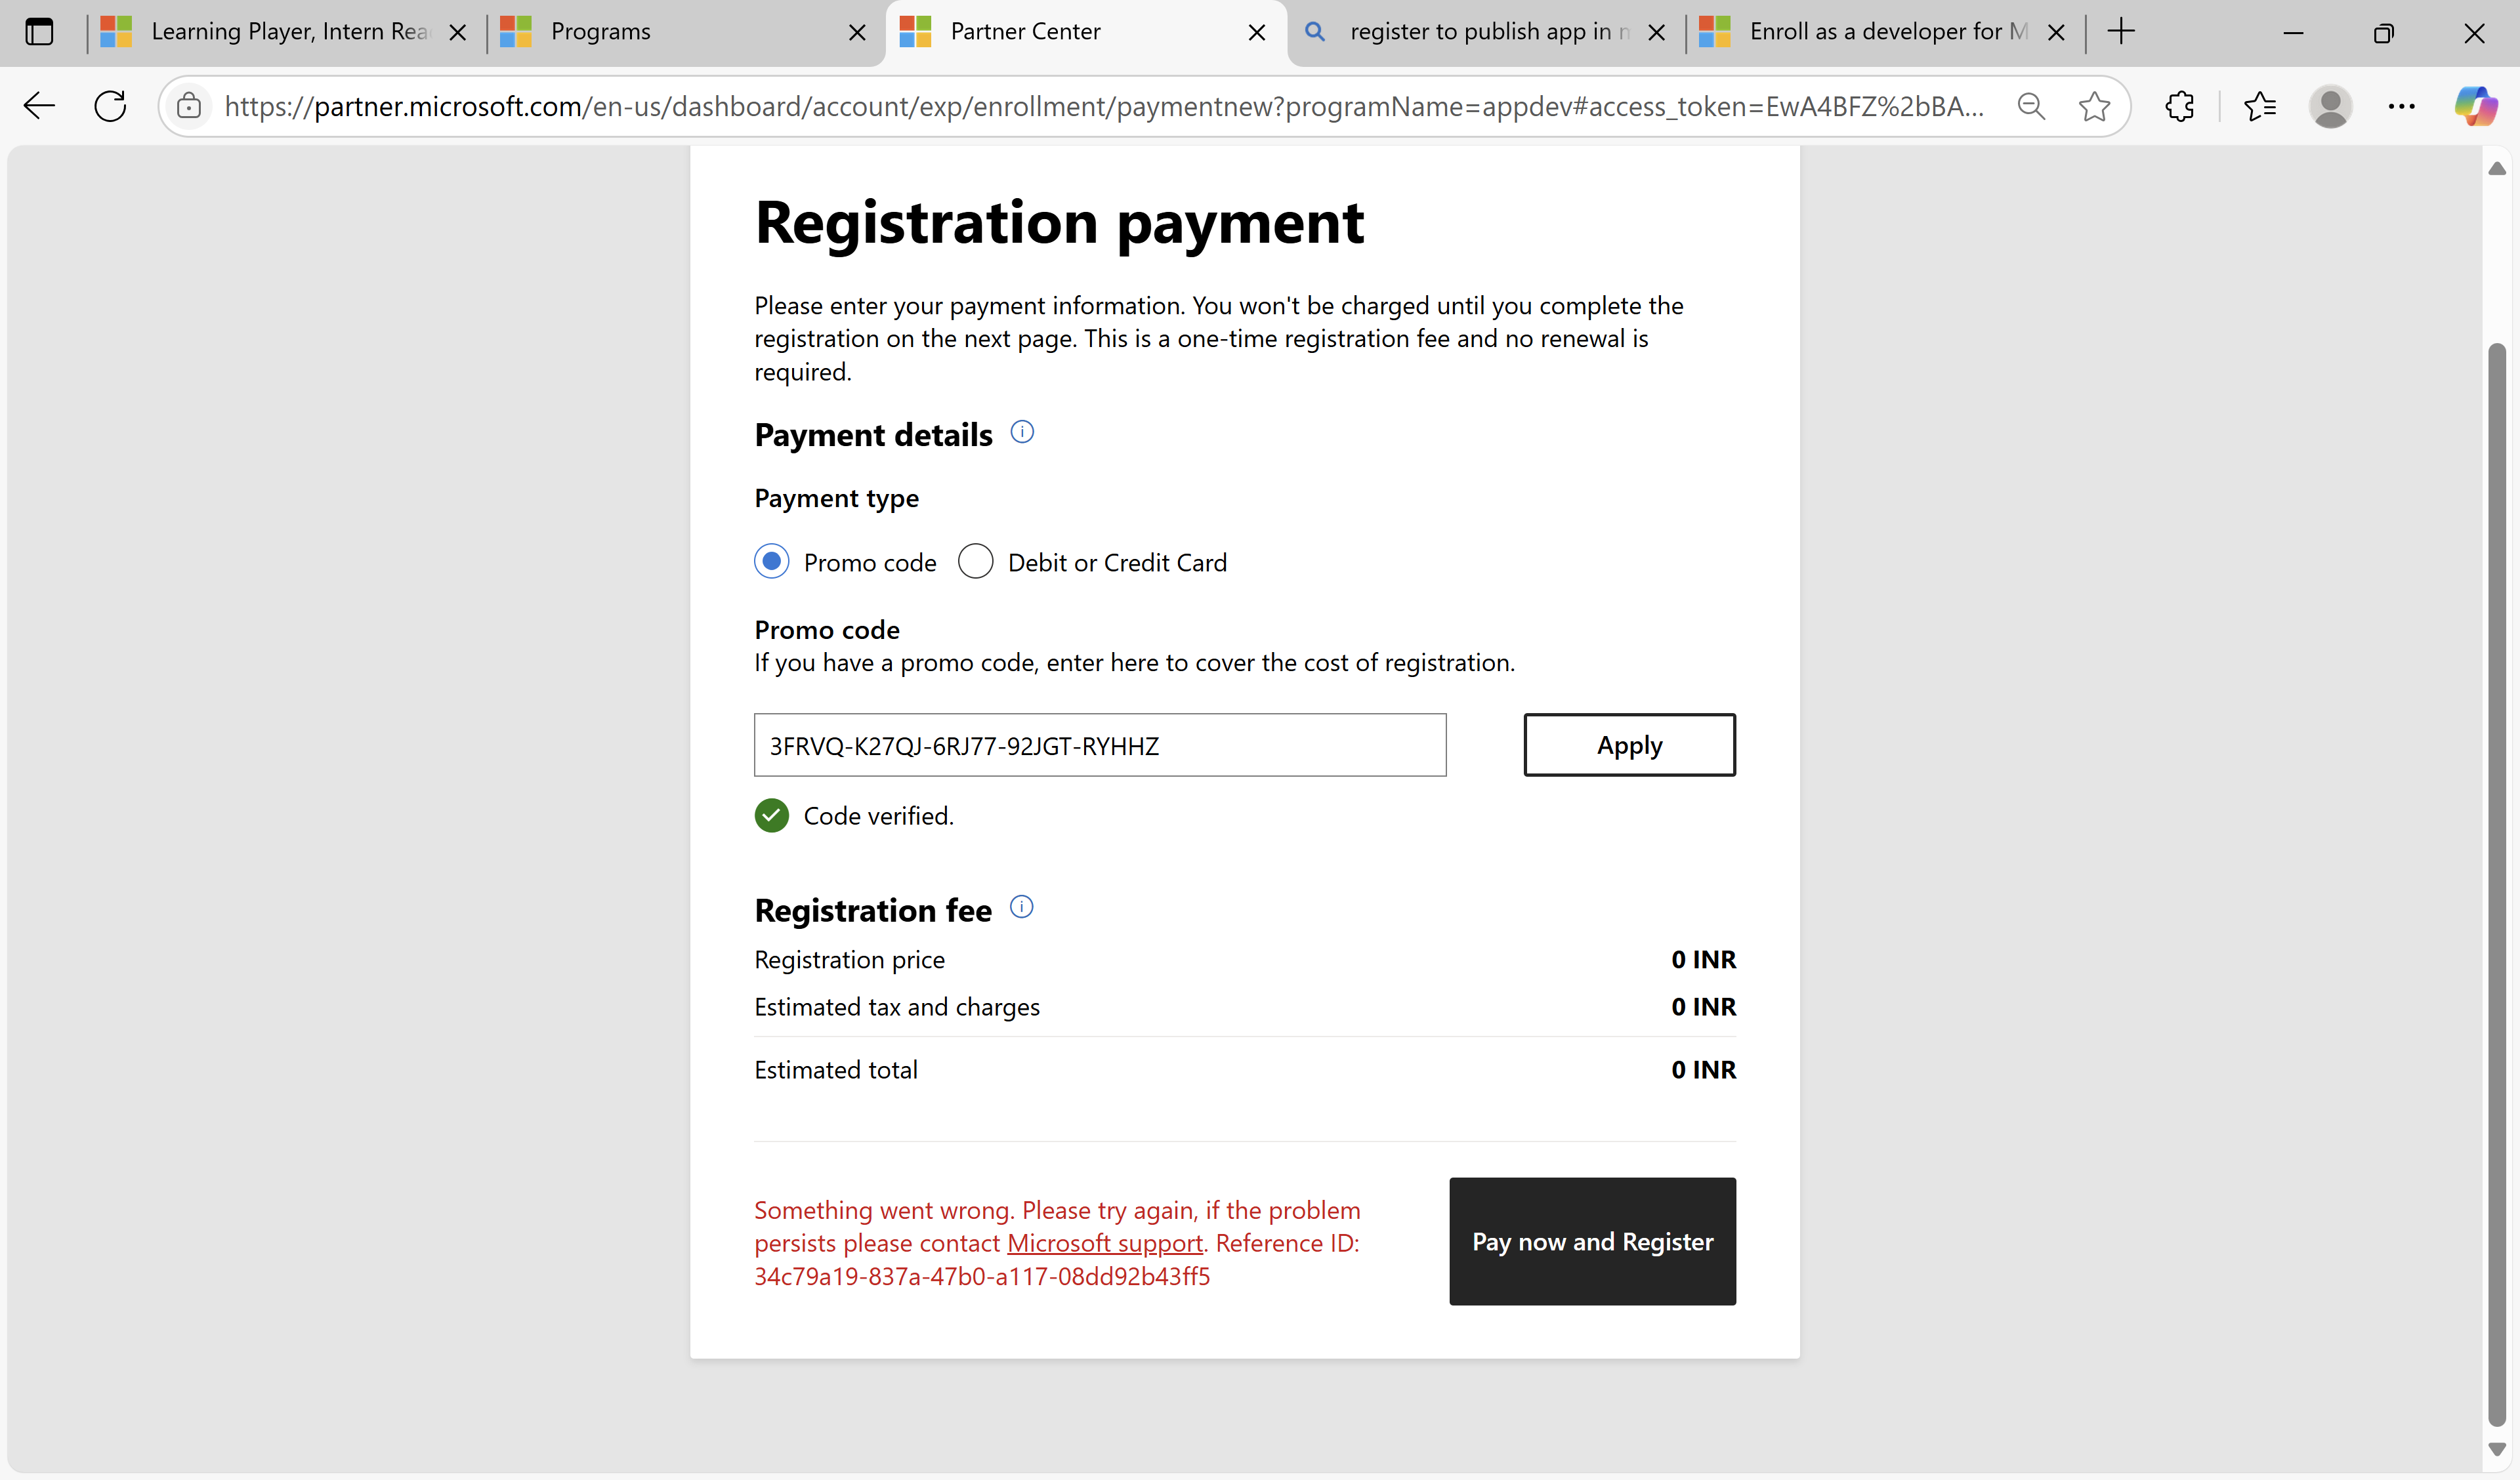 Learning Player, Intern Rea
Programs
Partner Center
register to publish app in m
Enroll as a developer for M
https://partner.microsoft.com/en-us/dashboard/account/exp/enrollment/paymentnew?programName=appdev#access_token=EwA4BFZ%2bBA...
Registration payment
Please enter your payment information. You won't be charged until you complete the
registration on the next page. This is a one-time registration fee and no renewal is
required.
Payment details
Payment type
Promo code
Debit or Credit Card
Promo code
If you have a promo code, enter here to cover the cost of registration.
3FRVQ-K27QJ-6RJ77-92JGT-RYHHZ
Apply
Code verified.
Registration fee
Registration price 0 INR
Estimated tax and charges 0 INR
Estimated total 0 INR
Something went wrong. Please try again, if the problem
persists please contact Microsoft support. Reference ID:
34c79a19-837a-47b0-a117-08dd92b43ff5
Pay now and Register